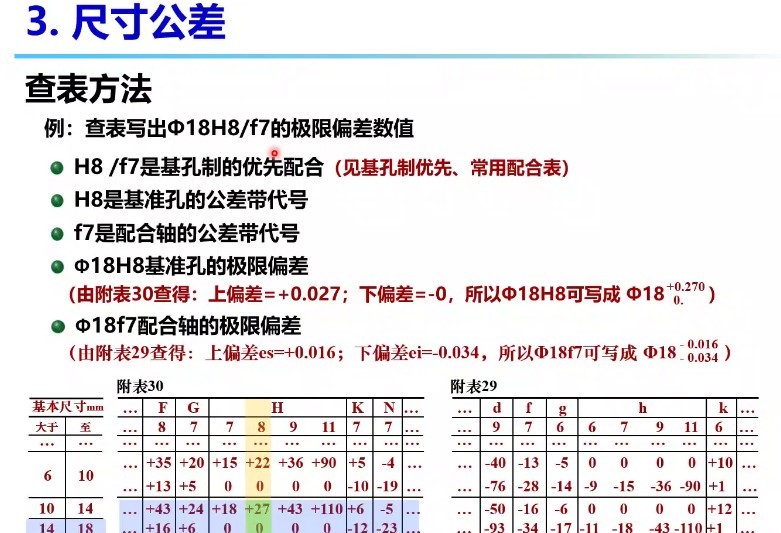 3. 尺寸公差
查表方法
例：查表写出Φ18H8/f7的极限偏差数值
H8 /f7是基孔制的优先配合（见基孔制优先、常用配合表）
H8是基准孔的公差带代号
f7是配合轴的公差带代号
Φ18H8基准孔的极限偏差
（由附表30查得：上偏差=+0.027；下偏差=-0，所以Φ18H8可写成 Φ18 +0.270 0. ）
Φ18f7配合轴的极限偏差
（由附表29查得：上偏差es=+0.016；下偏差ei=-0.034，所以Φ18f7可写成 Φ18 -0.016 -0.034 ）
附表30 附表29
基本尺寸mm … F G H K N … … d f g h k …
大于 至 … 8 7 7 8 9 11 7 7 … … 9 7 6 6 7 9 11 6 …
… … … … … … … … … … … … … … … … … … … … … …
6 10 … +35 +20 +15 +22 +36 +90 +5 -4 … … -40 -13 -5 0 0 0 0 +10 …
… +13 +5 0 0 0 0 -10 -19 … … -76 -28 -14 -9 -15 -36 -90 +1 …
10 14 … +43 +24 +18 +27 +43 +110 +6 -5 … … -50 -16 -6 0 0 0 0 +12 …
14 18 … +16 +6 0 0 0 0 -12 -23 … … -93 -34 -17 -11 -18 -43 -110 +1 …